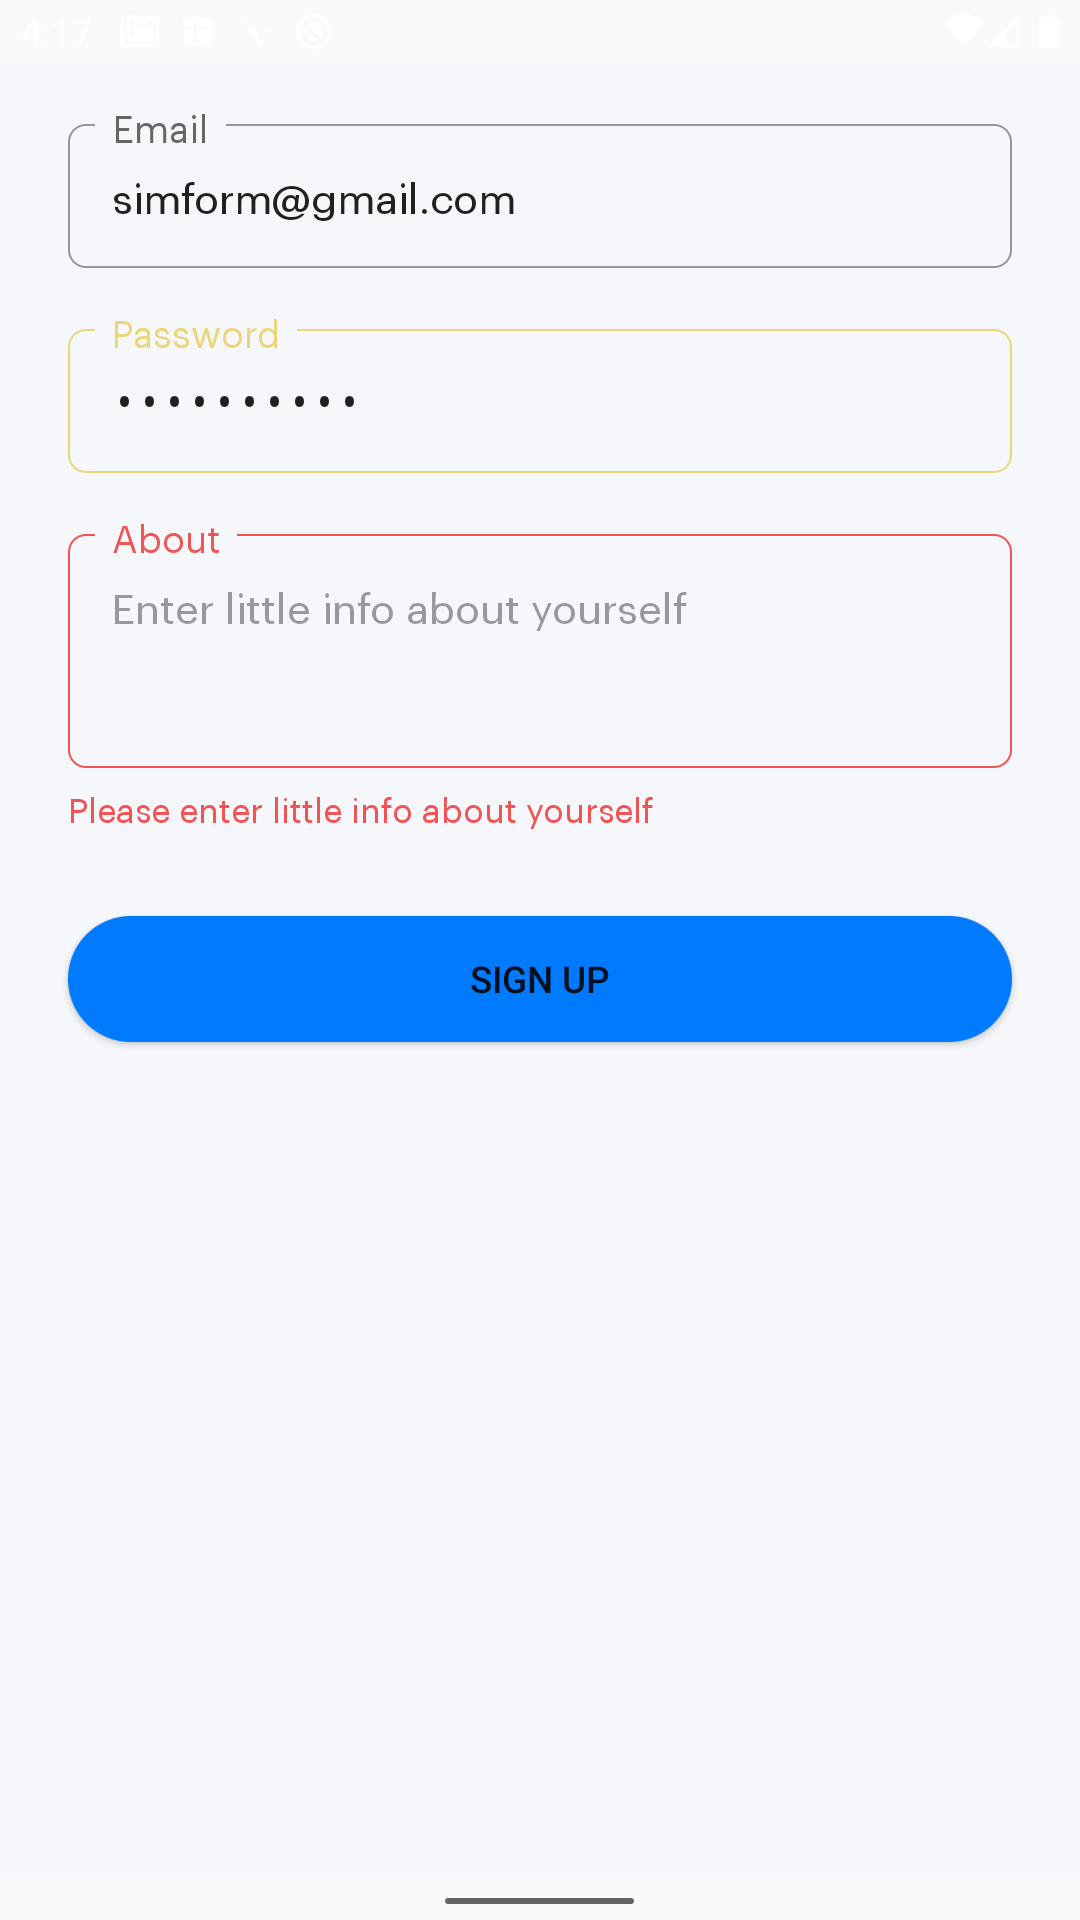 4:17
Email
simform@gmail.com
Password
••••••••••
About
Enter little info about yourself
Please enter little info about yourself
SIGN UP